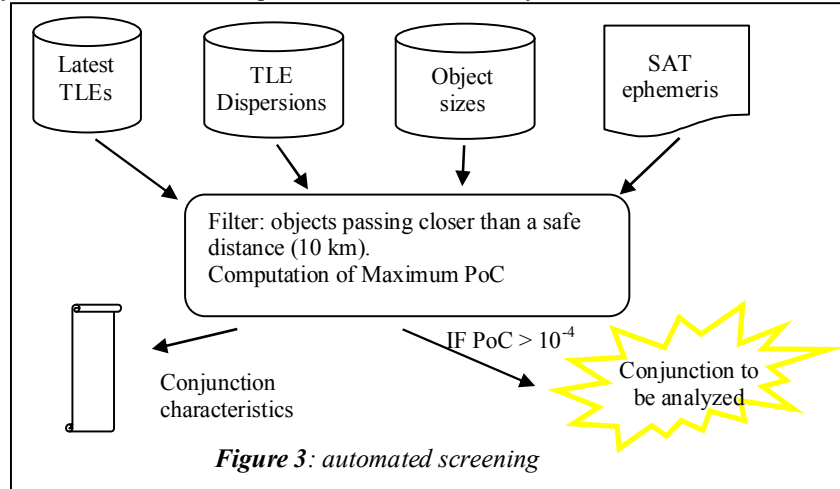 Latest
TLEs
TLE
Dispersions
Object
sizes
SAT
ephemeris
Filter: objects passing closer than a safe
distance (10 km).
Computation of Maximum PoC
IF PoC > 10⁻⁴
Conjunction
characteristics
Conjunction to
be analyzed
Figure 3: automated screening